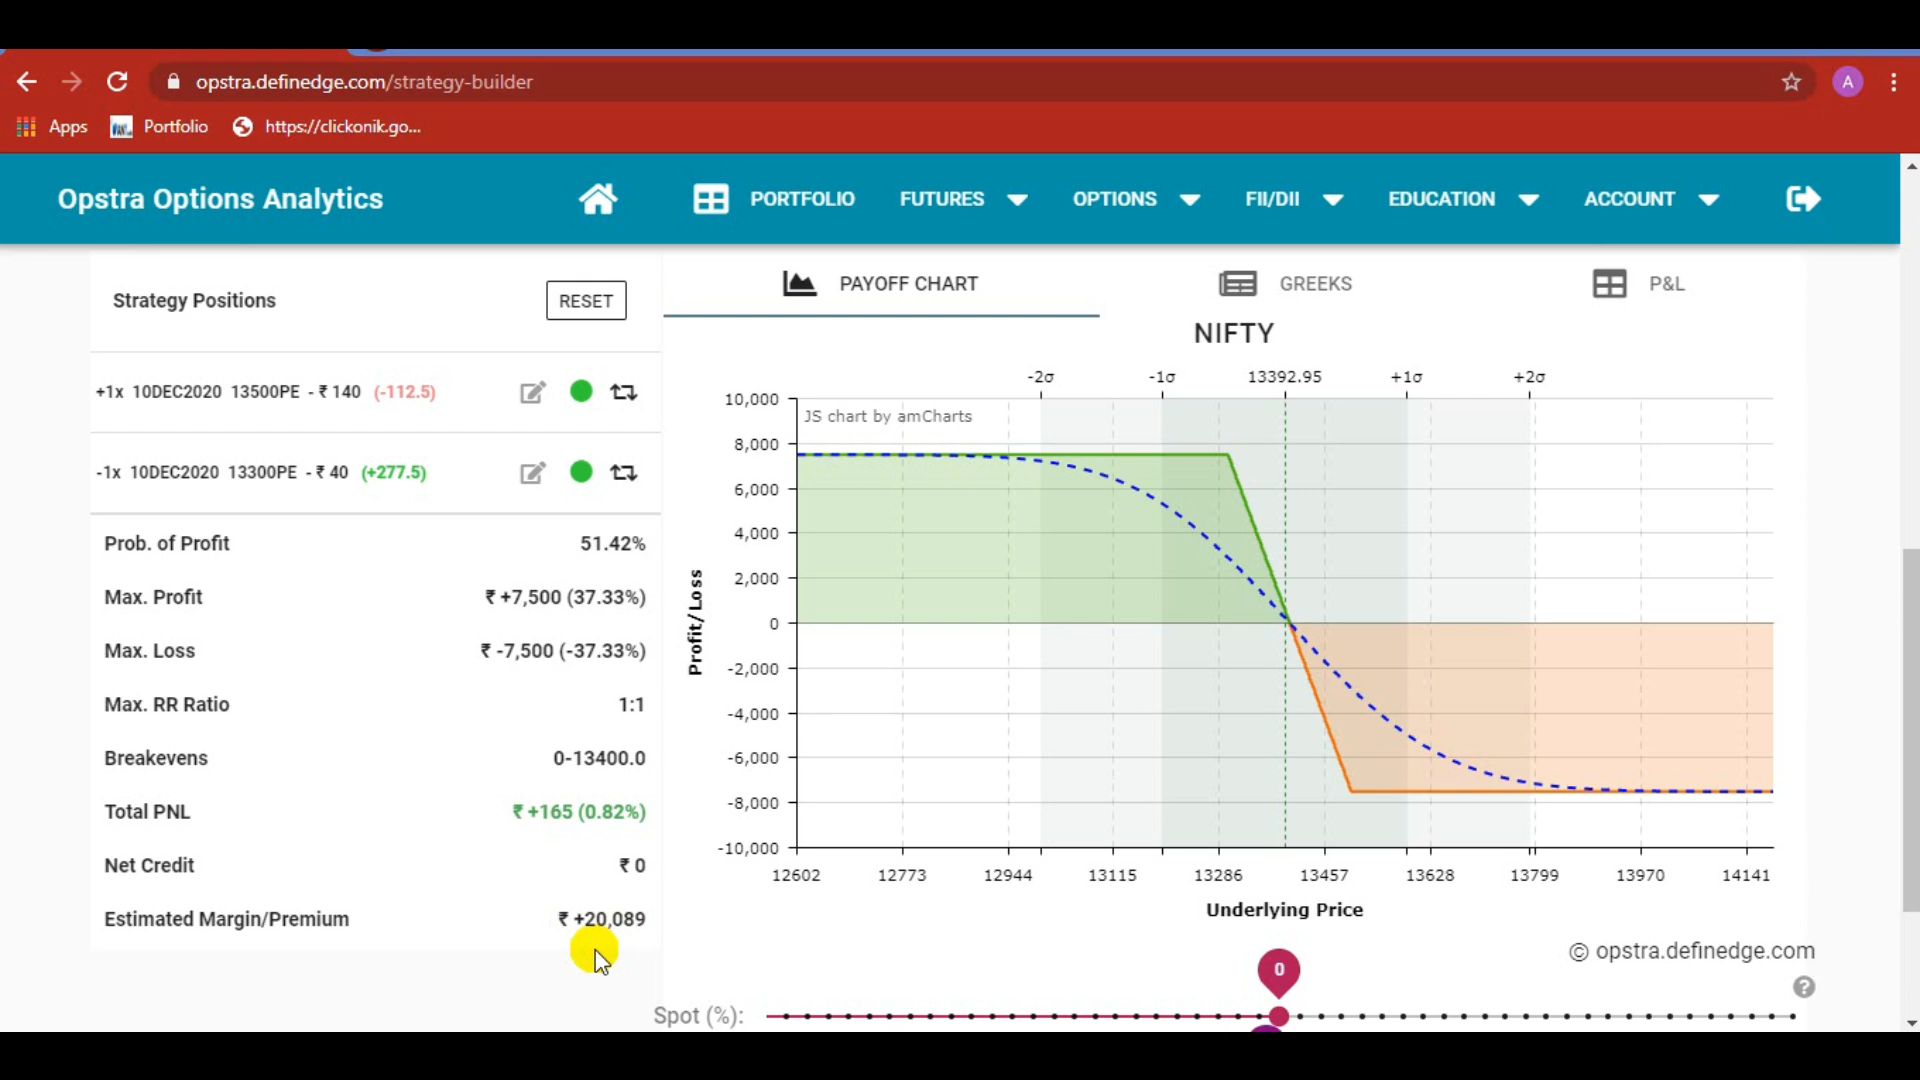 opstra.definedge.com/strategy-builder
A
Apps Portfolio https://clickonik.go...
Opstra Options Analytics PORTFOLIO FUTURES OPTIONS FII/DII EDUCATION ACCOUNT
Strategy Positions RESET
+1x 10DEC2020 13500PE - ₹ 140 (-112.5)
-1x 10DEC2020 13300PE - ₹ 40 (+277.5)
Prob. of Profit 51.42%
Max. Profit ₹ +7,500 (37.33%)
Max. Loss ₹ -7,500 (-37.33%)
Max. RR Ratio 1:1
Breakevens 0-13400.0
Total PNL ₹ +165 (0.82%)
Net Credit ₹ 0
Estimated Margin/Premium ₹ +20,089
PAYOFF CHART GREEKS P&L
NIFTY
-2σ -1σ 13392.95 +1σ +2σ
JS chart by amCharts
10,000
8,000
6,000
4,000
2,000
0
-2,000
-4,000
-6,000
-8,000
-10,000
Profit/Loss
12602 12773 12944 13115 13286 13457 13628 13799 13970 14141
Underlying Price
© opstra.definedge.com
?
0
Spot (%):